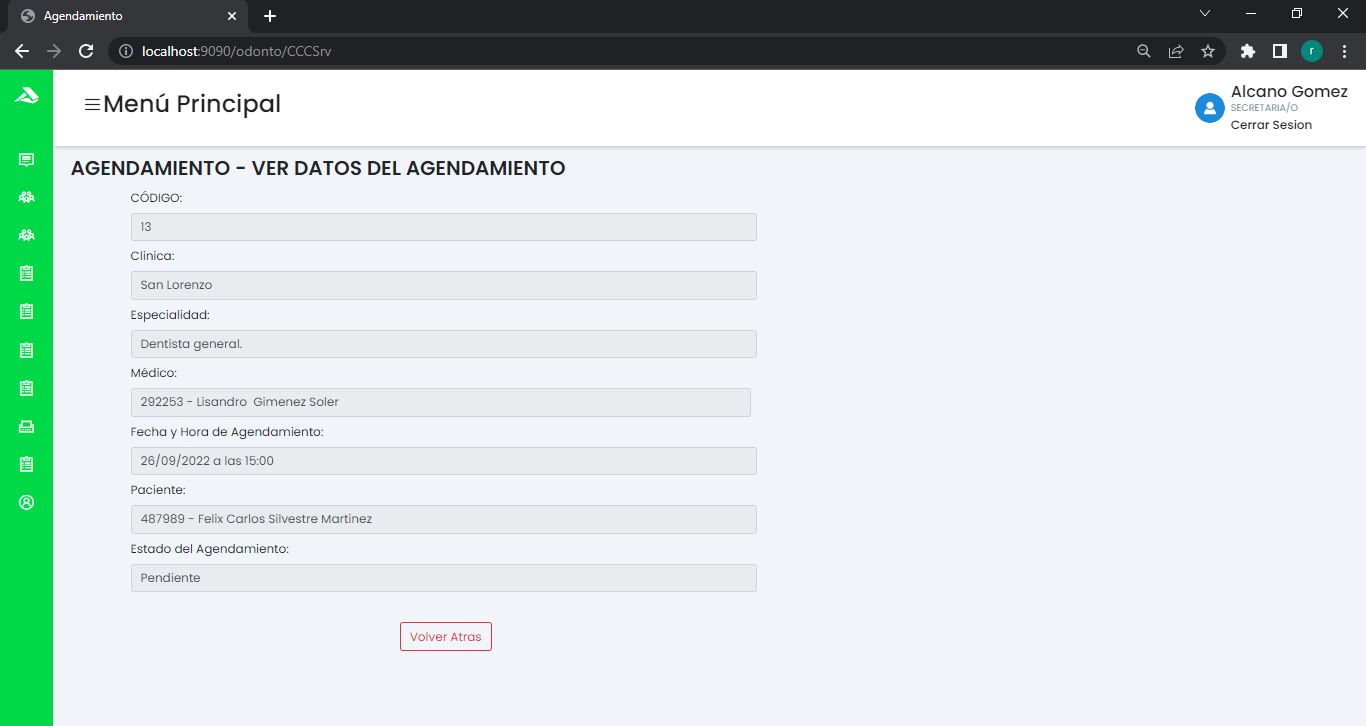 Agendamiento
localhost:9090/odonto/CCCSrv
r
Menú Principal
Alcano Gomez
SECRETARIA/O
Cerrar Sesion
AGENDAMIENTO - VER DATOS DEL AGENDAMIENTO
CÓDIGO:
13
Clinica:
San Lorenzo
Especialidad:
Dentista general.
Médico:
292253 - Lisandro  Gimenez Soler
Fecha y Hora de Agendamiento:
26/09/2022 a las 15:00
Paciente:
487989 - Felix Carlos Silvestre Martinez
Estado del Agendamiento:
Pendiente
Volver Atras